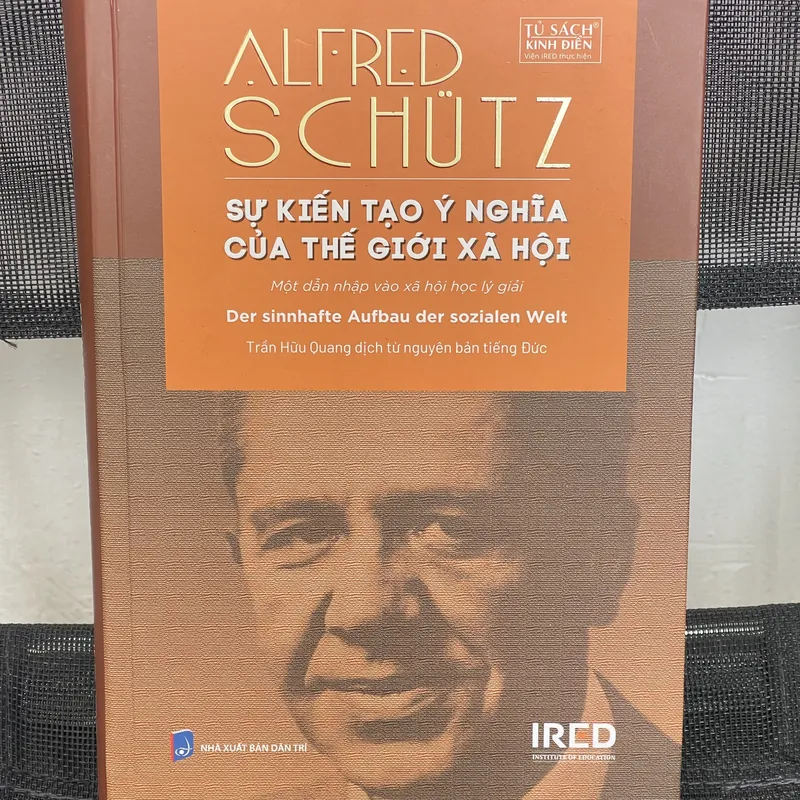 ALFRED
SCHÜTZ
TỦ SÁCH®
KINH ĐIỂN
Viện IRED thực hiện
SỰ KIẾN TẠO Ý NGHĨA
CỦA THẾ GIỚI XÃ HỘI
Một dẫn nhập vào xã hội học lý giải
Der sinnhafte Aufbau der sozialen Welt
Trần Hữu Quang dịch từ nguyên bản tiếng Đức
NHÀ XUẤT BẢN DÂN TRÍ
IRED
INSTITUTE OF EDUCATION